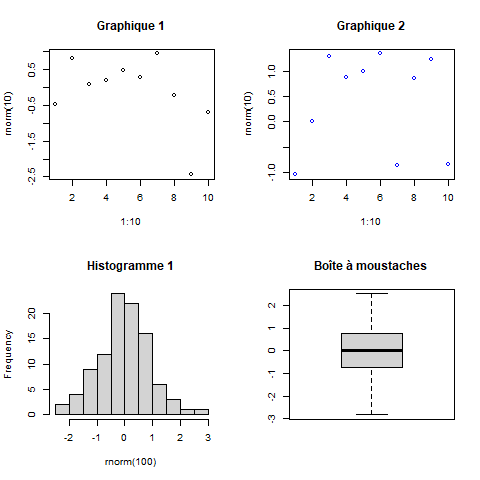 Graphique 1
rnorm(10)
0.5
-0.5
-1.5
-2.5
2 4 6 8 10
1:10
Graphique 2
rnorm(10)
1.0
0.5
0.0
-1.0
2 4 6 8 10
1:10
Histogramme 1
Frequency
20
15
10
5
0
-2 -1 0 1 2 3
rnorm(100)
Boîte à moustaches
2
1
0
-1
-2
-3